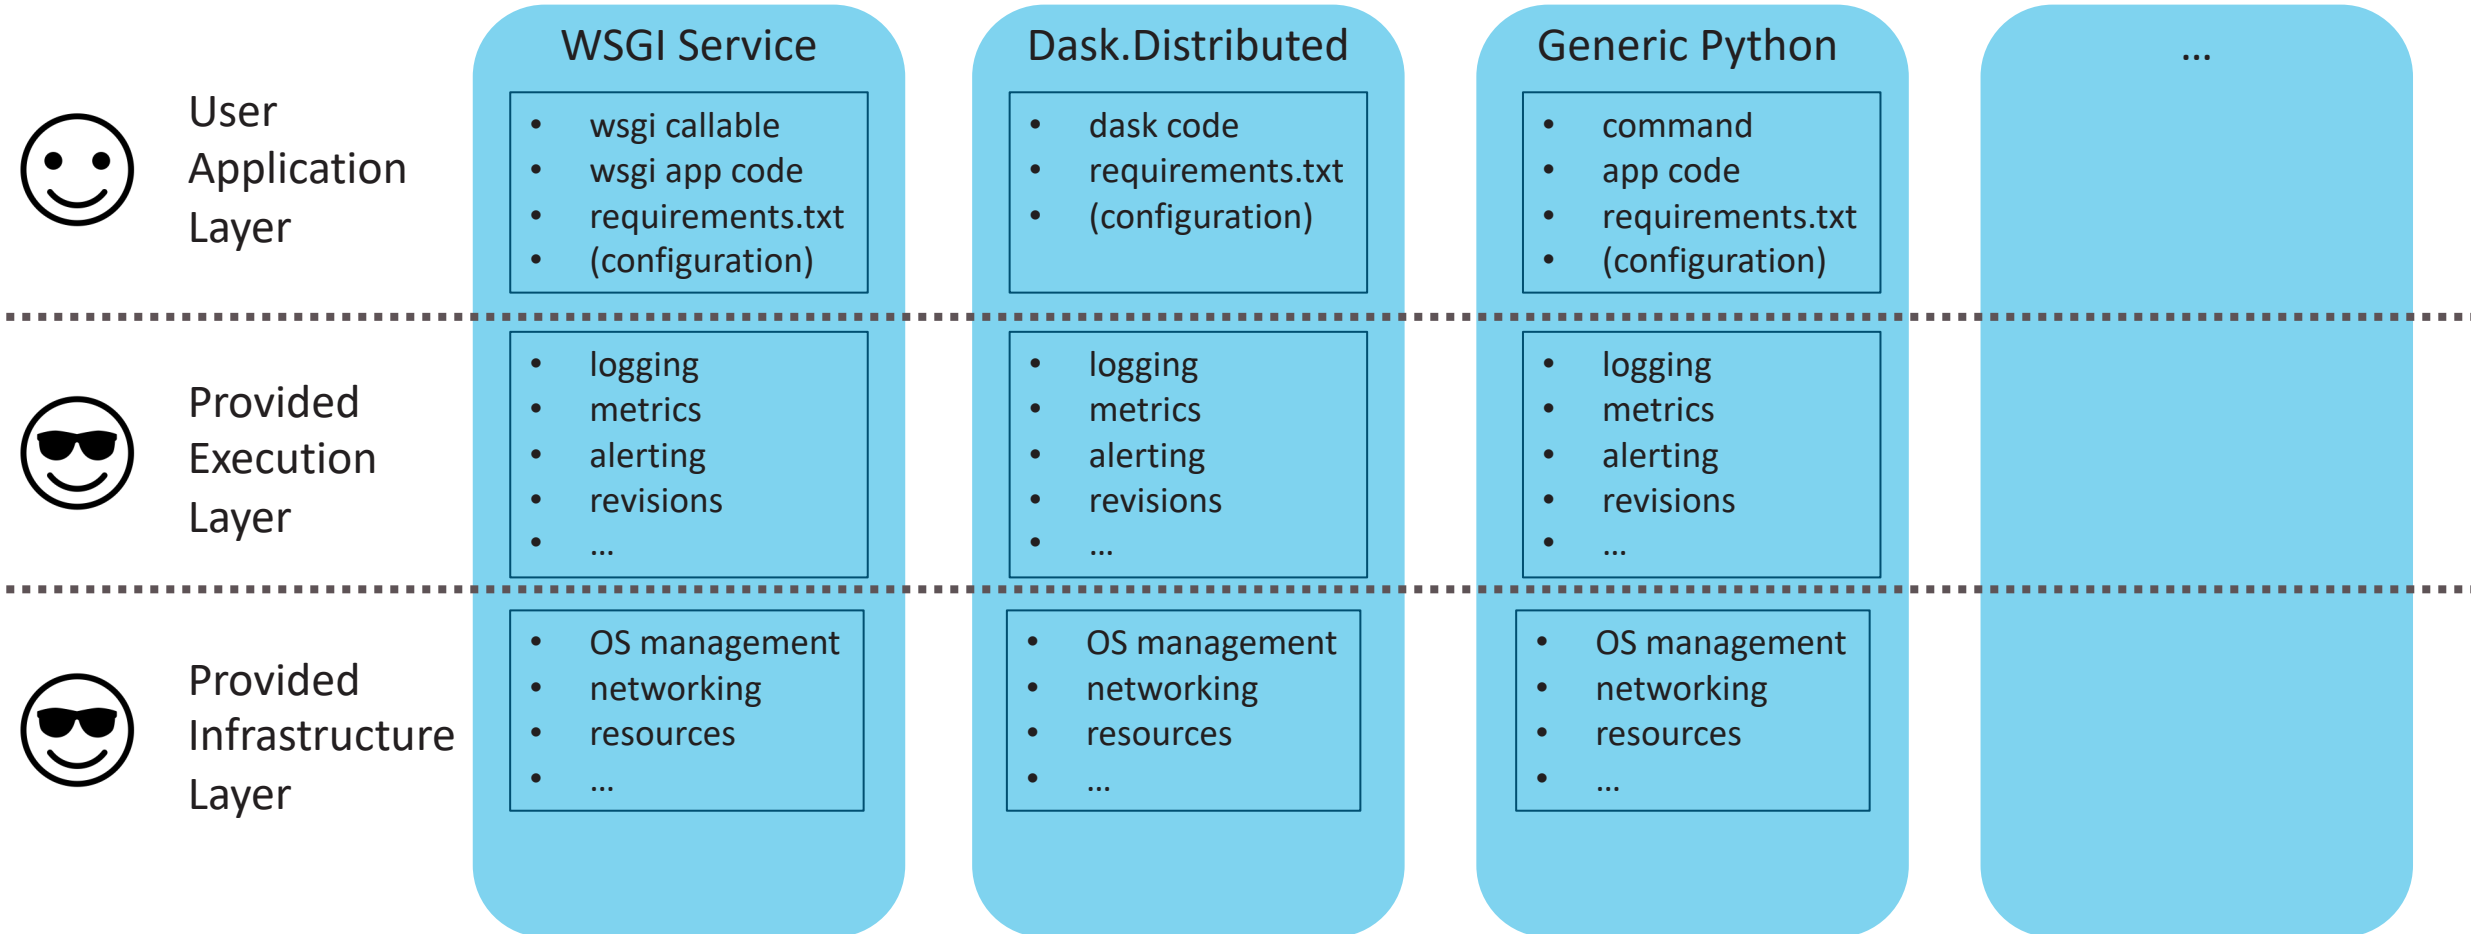 WSGI Service
Dask.Distributed
Generic Python
...
User
Application
Layer
• wsgi callable
• wsgi app code
• requirements.txt
• (configuration)
• dask code
• requirements.txt
• (configuration)
• command
• app code
• requirements.txt
• (configuration)
Provided
Execution
Layer
• logging
• metrics
• alerting
• revisions
• ...
• logging
• metrics
• alerting
• revisions
• ...
• logging
• metrics
• alerting
• revisions
• ...
Provided
Infrastructure
Layer
• OS management
• networking
• resources
• ...
• OS management
• networking
• resources
• ...
• OS management
• networking
• resources
• ...